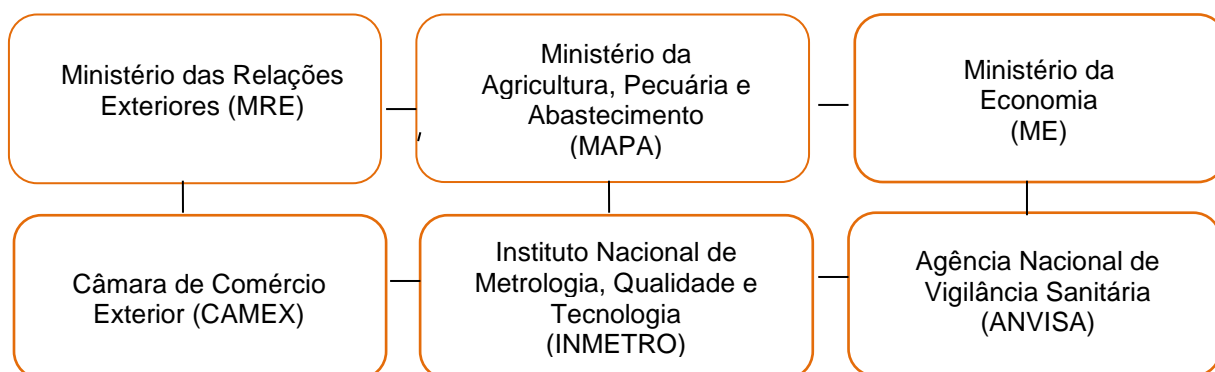 Ministério das Relações
Exteriores (MRE)
Ministério da
Agricultura, Pecuária e
Abastecimento
(MAPA)
Ministério da
Economia
(ME)
Câmara de Comércio
Exterior (CAMEX)
Instituto Nacional de
Metrologia, Qualidade e
Tecnologia
(INMETRO)
Agência Nacional de
Vigilância Sanitária
(ANVISA)